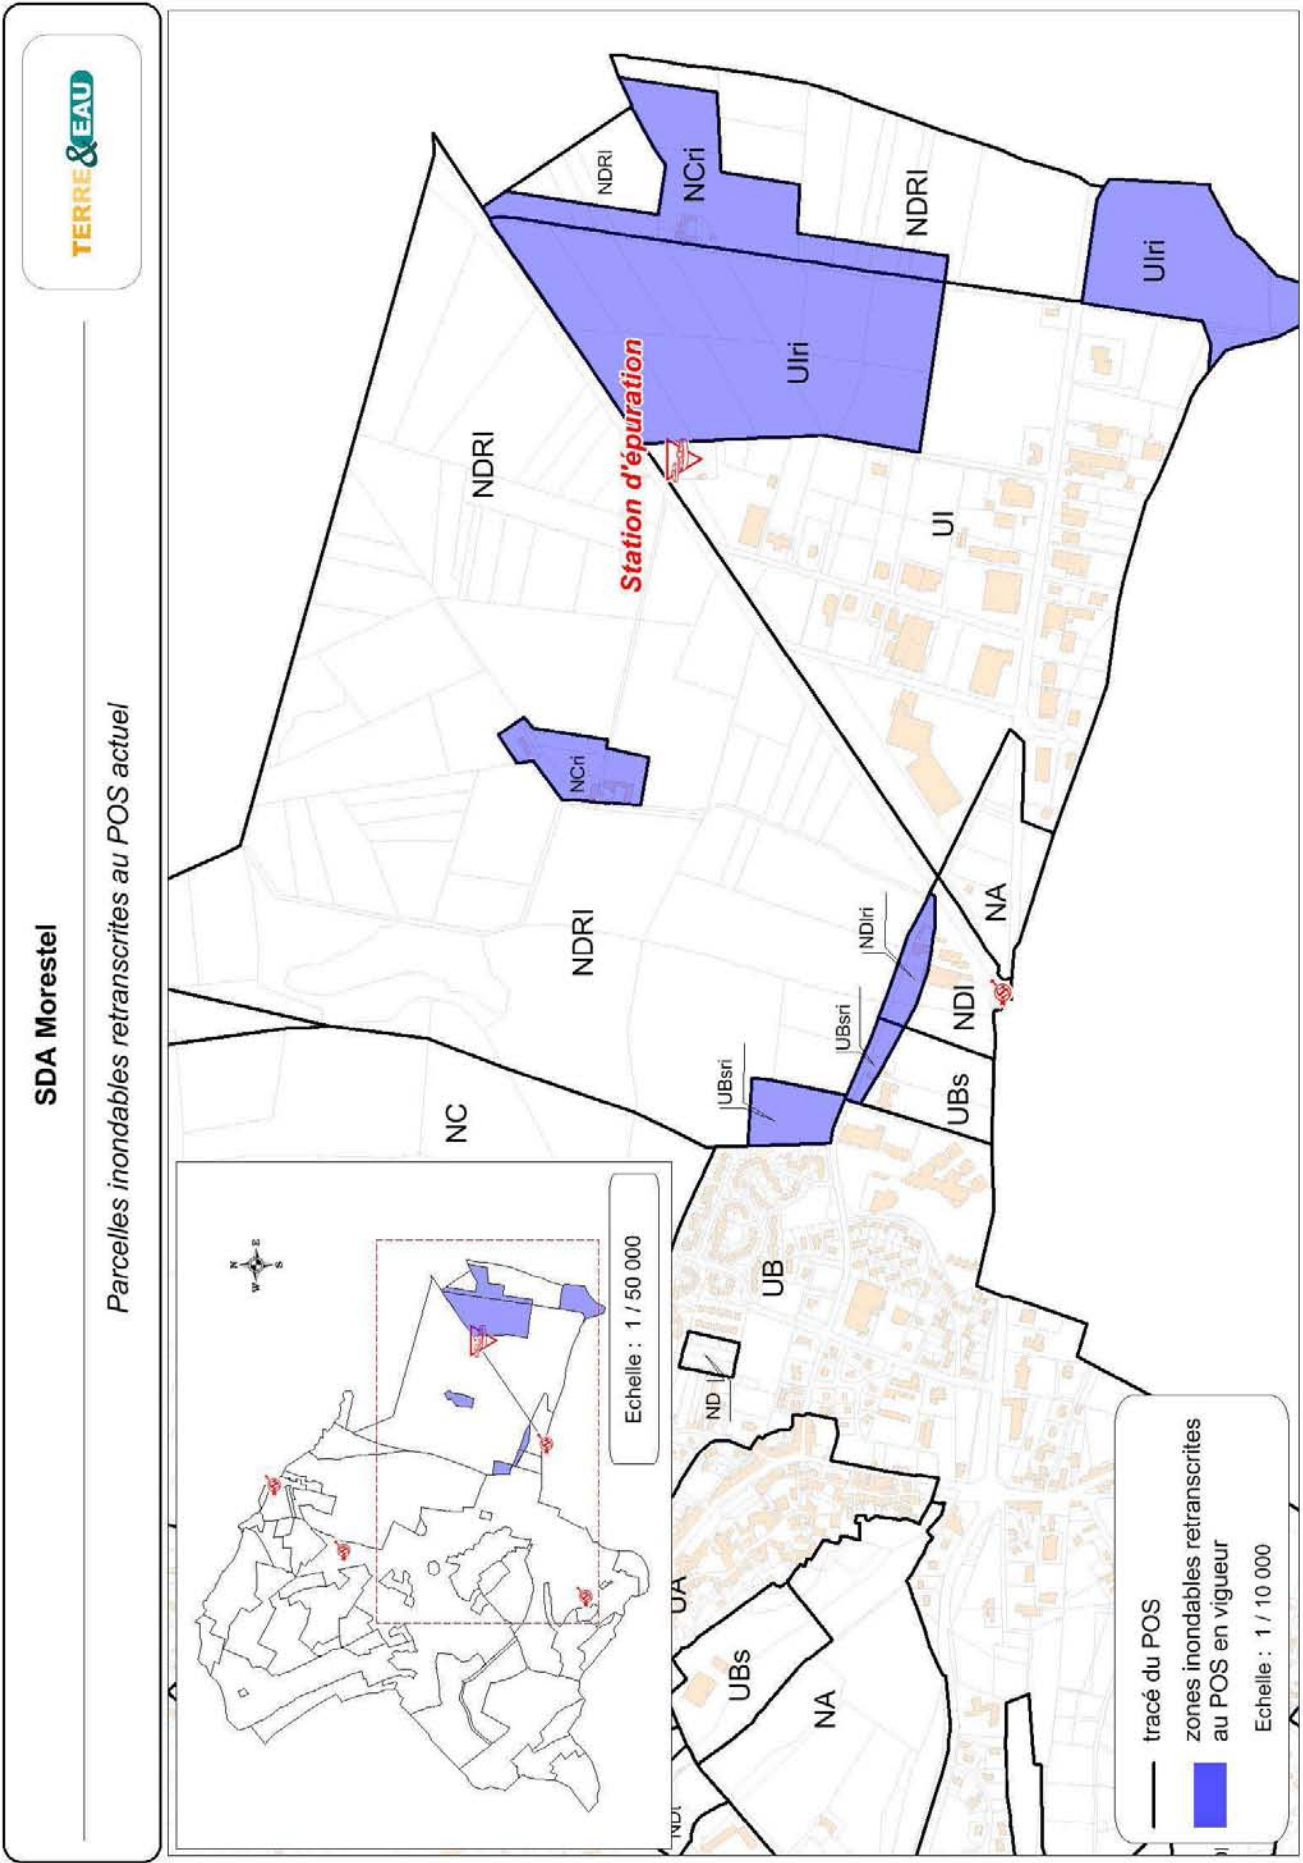 SDA Morestel
Parcelles inondables retranscrites au POS actuel
TERRE&EAU
N
W
E
S
Echelle : 1 / 50 000
NC
NDRI
NDRI
NDRI
NCri
NCri
NDRI
UIri
UIri
Station d'épuration
UI
NDIri
UBsri
UBsri
NDI
NA
UBs
UB
ND
UA
UBs
NA
tracé du POS
zones inondables retranscrites
au POS en vigueur
Echelle : 1 / 10 000